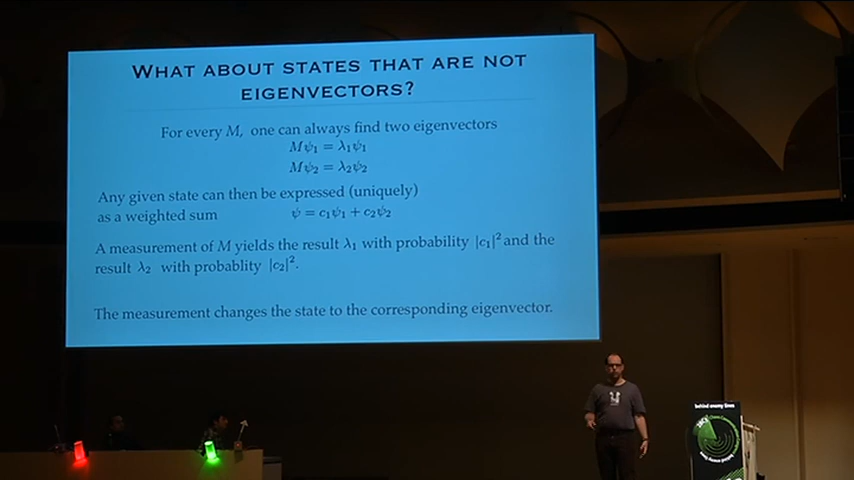 WHAT ABOUT STATES THAT ARE NOT
EIGENVECTORS?
For every M, one can always find two eigenvectors
Mψ₁ = λ₁ψ₁
Mψ₂ = λ₂ψ₂
Any given state can then be expressed (uniquely)
as a weighted sum ψ = c₁ψ₁ + c₂ψ₂
A measurement of M yields the result λ₁ with probability |c₁|² and the
result λ₂ with probablity |c₂|².
The measurement changes the state to the corresponding eigenvector.
behind enemy lines